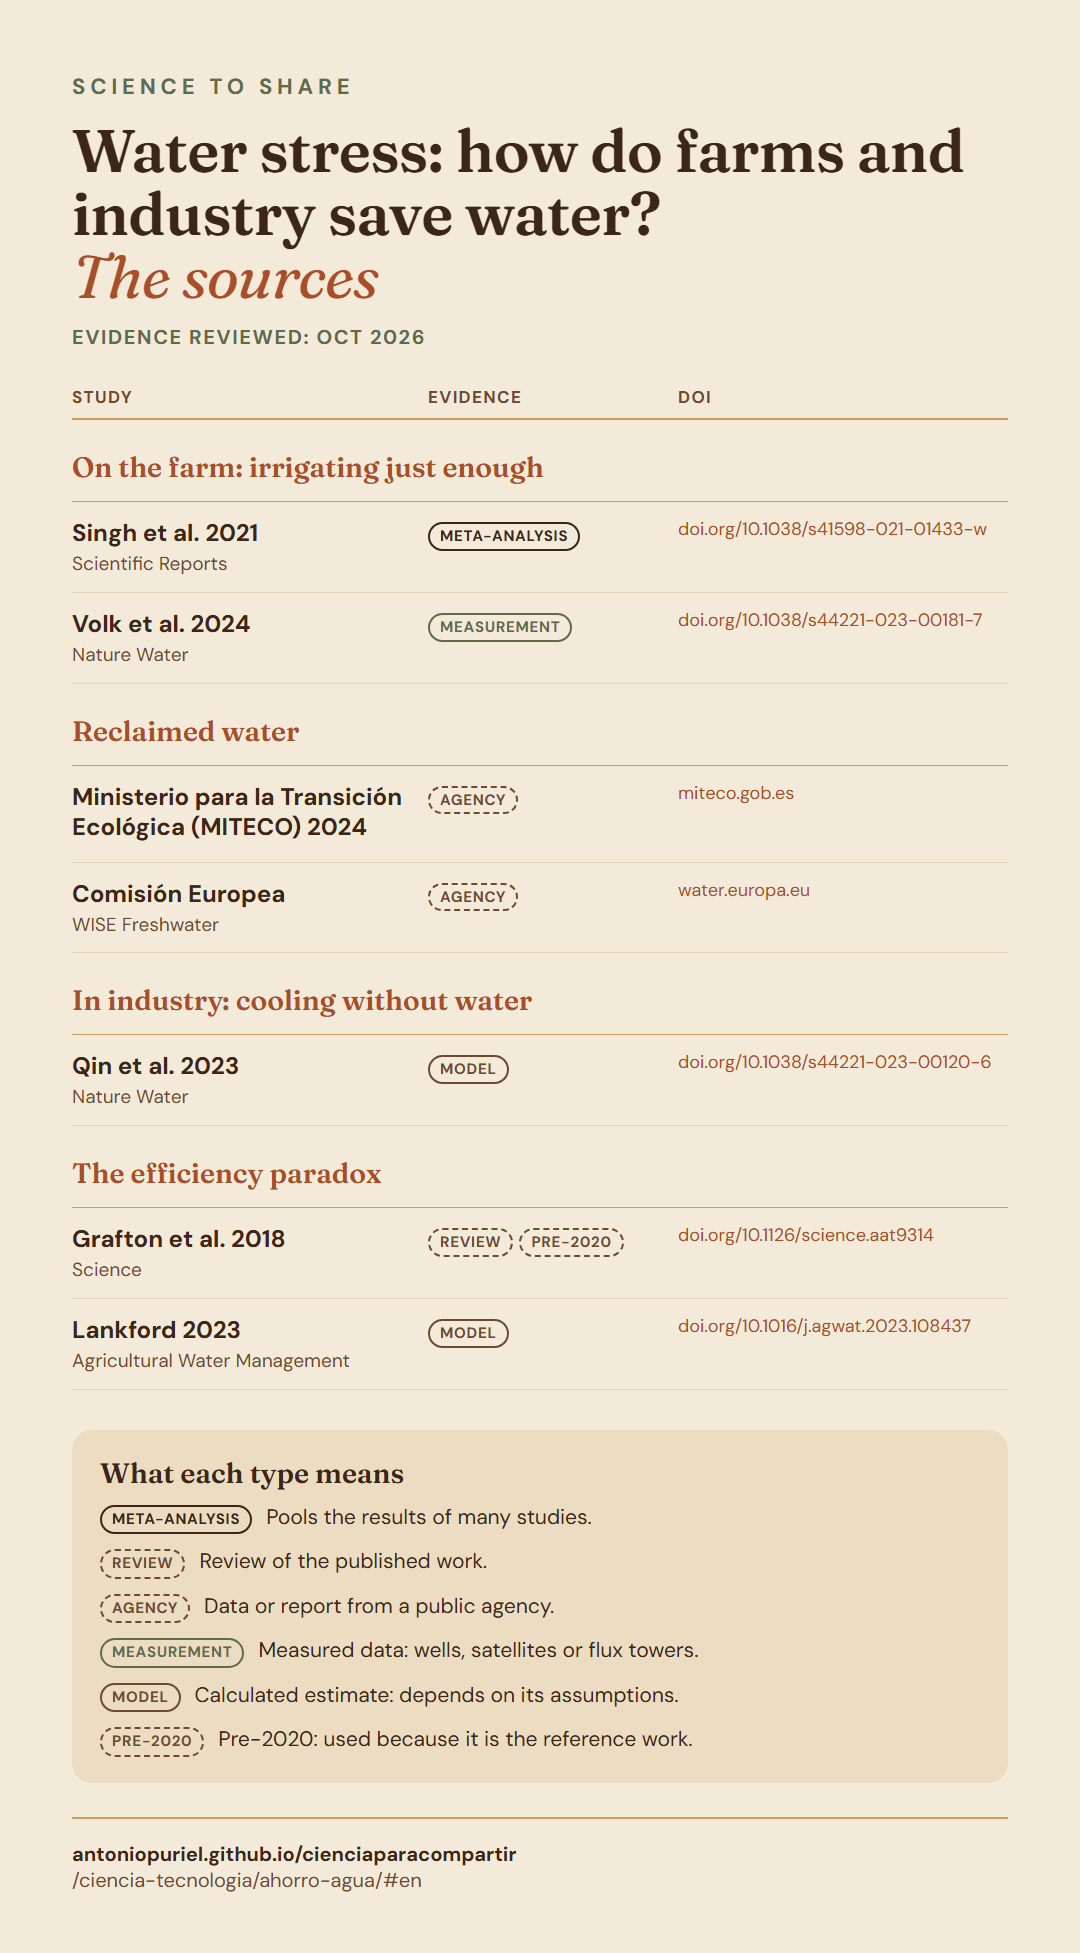 SCIENCE TO SHARE
Water stress: how do farms and
industry save water?
The sources
EVIDENCE REVIEWED: OCT 2026
STUDY EVIDENCE DOI
On the farm: irrigating just enough
Singh et al. 2021 META-ANALYSIS doi.org/10.1038/s41598-021-01433-w
Scientific Reports
Volk et al. 2024 MEASUREMENT doi.org/10.1038/s44221-023-00181-7
Nature Water
Reclaimed water
Ministerio para la Transición AGENCY miteco.gob.es
Ecológica (MITECO) 2024
Comisión Europea AGENCY water.europa.eu
WISE Freshwater
In industry: cooling without water
Qin et al. 2023 MODEL doi.org/10.1038/s44221-023-00120-6
Nature Water
The efficiency paradox
Grafton et al. 2018 REVIEW PRE-2020 doi.org/10.1126/science.aat9314
Science
Lankford 2023 MODEL doi.org/10.1016/j.agwat.2023.108437
Agricultural Water Management
What each type means
META-ANALYSIS Pools the results of many studies.
REVIEW Review of the published work.
AGENCY Data or report from a public agency.
MEASUREMENT Measured data: wells, satellites or flux towers.
MODEL Calculated estimate: depends on its assumptions.
PRE-2020 Pre-2020: used because it is the reference work.
antoniopuriel.github.io/cienciaparacompartir
/ciencia-tecnologia/ahorro-agua/#en